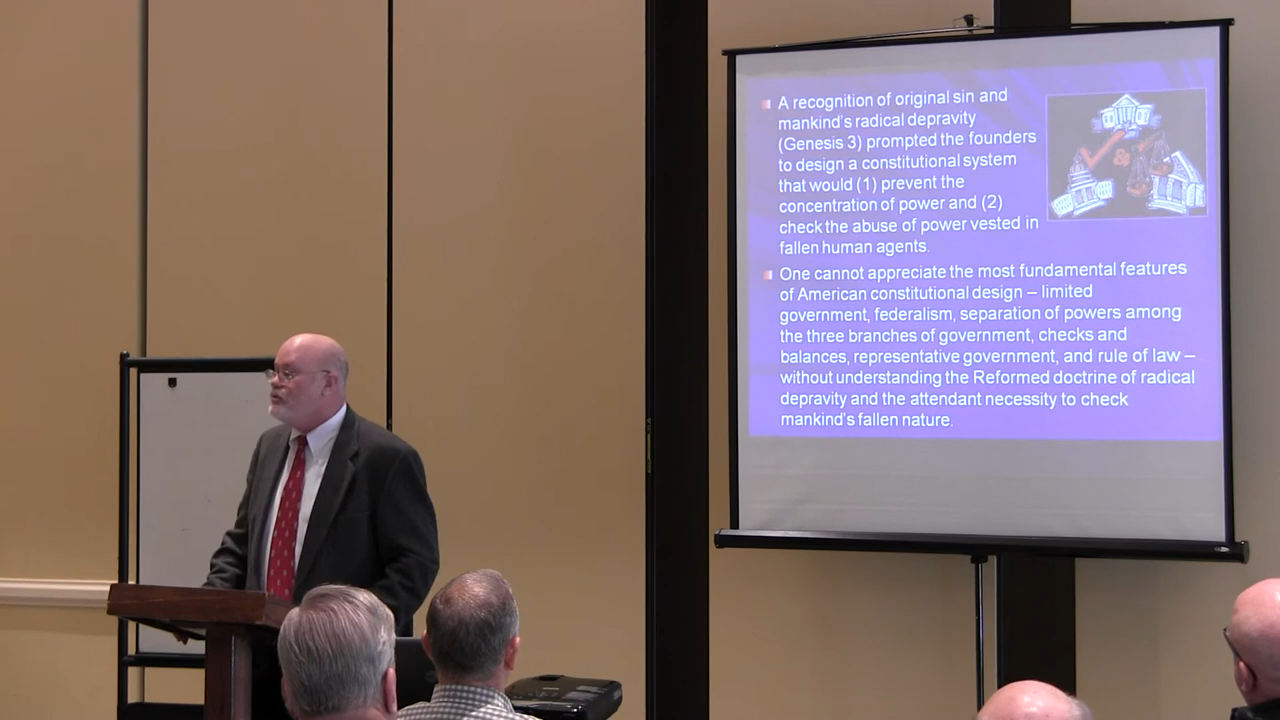 A recognition of original sin and
mankind's radical depravity
(Genesis 3) prompted the founders
to design a constitutional system
that would (1) prevent the
concentration of power and (2)
check the abuse of power vested in
fallen human agents.
One cannot appreciate the most fundamental features
of American constitutional design – limited
government, federalism, separation of powers among
the three branches of government, checks and
balances, representative government, and rule of law –
without understanding the Reformed doctrine of radical
depravity and the attendant necessity to check
mankind's fallen nature.